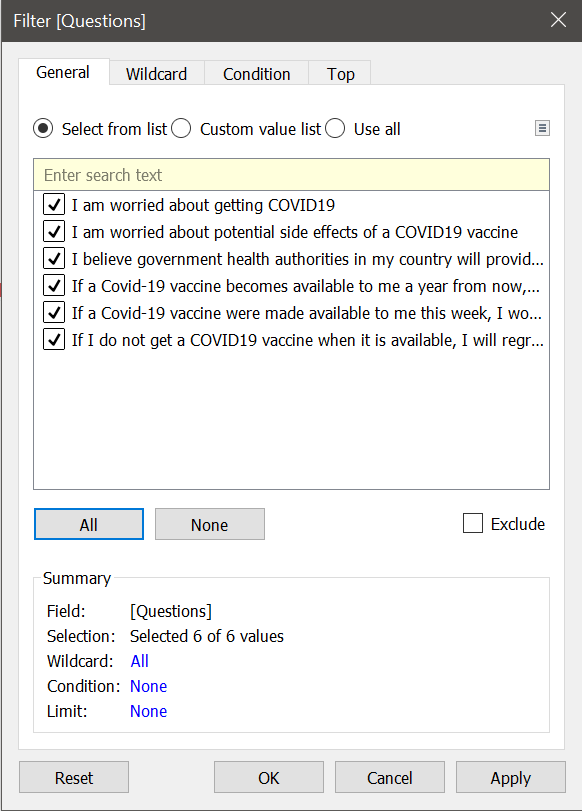 Filter [Questions]
General Wildcard Condition Top
Select from list Custom value list Use all
Enter search text
I am worried about getting COVID19
I am worried about potential side effects of a COVID19 vaccine
I believe government health authorities in my country will provid...
If a Covid-19 vaccine becomes available to me a year from now,...
If a Covid-19 vaccine were made available to me this week, I wo...
If I do not get a COVID19 vaccine when it is available, I will regr...
All None Exclude
Summary
Field: [Questions]
Selection: Selected 6 of 6 values
Wildcard: All
Condition: None
Limit: None
Reset OK Cancel Apply